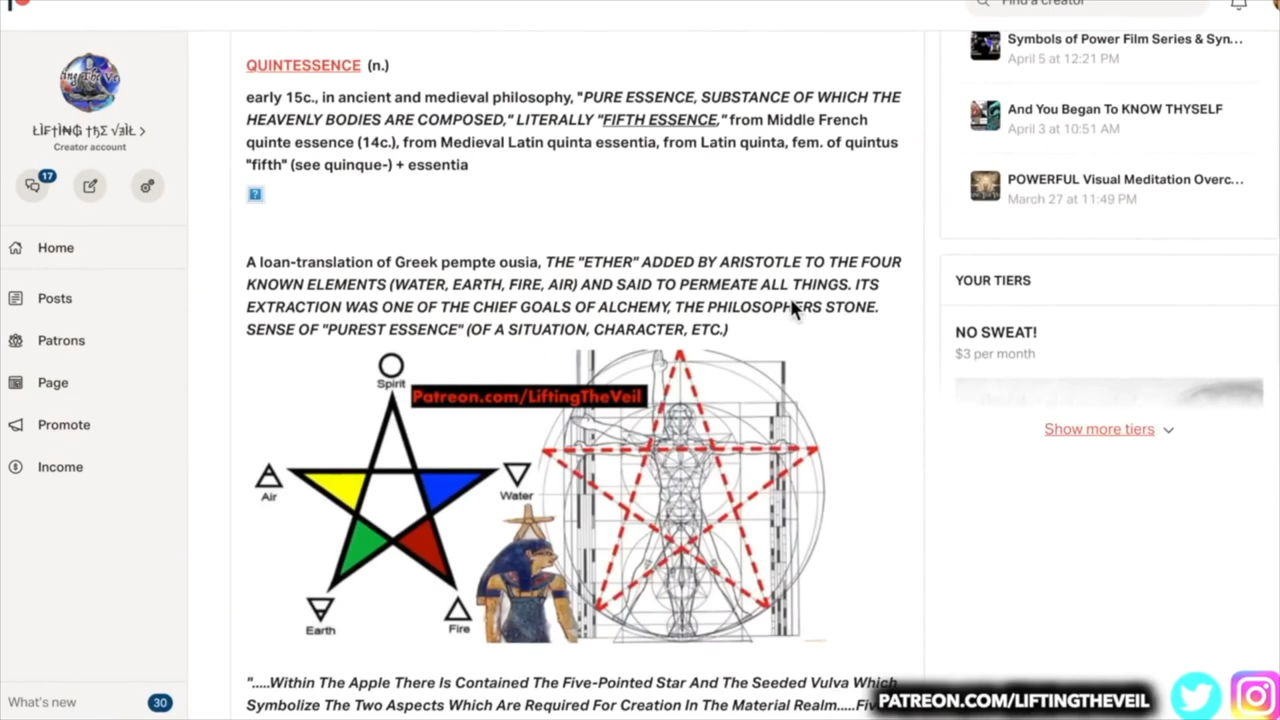 Find a creator
ŁIF†ING †ҔΣ √ƎIŁ >
Creator account
17
Home
Posts
Patrons
Page
Promote
Income
What's new
30
QUINTESSENCE (n.)
early 15c., in ancient and medieval philosophy, "PURE ESSENCE, SUBSTANCE OF WHICH THE
HEAVENLY BODIES ARE COMPOSED," LITERALLY "FIFTH ESSENCE," from Middle French
quinte essence (14c.), from Medieval Latin quinta essentia, from Latin quinta, fem. of quintus
"fifth" (see quinque-) + essentia
?
A loan-translation of Greek pempte ousia, THE "ETHER" ADDED BY ARISTOTLE TO THE FOUR
KNOWN ELEMENTS (WATER, EARTH, FIRE, AIR) AND SAID TO PERMEATE ALL THINGS. ITS
EXTRACTION WAS ONE OF THE CHIEF GOALS OF ALCHEMY, THE PHILOSOPHERS STONE.
SENSE OF "PUREST ESSENCE" (OF A SITUATION, CHARACTER, ETC.)
Spirit
Patreon.com/LiftingTheVeil
Air
Water
Earth
Fire
".....Within The Apple There Is Contained The Five-Pointed Star And The Seeded Vulva Which
Symbolize The Two Aspects Which Are Required For Creation In The Material Realm.....
Symbols of Power Film Series & Syn...
April 5 at 12:21 PM
And You Began To KNOW THYSELF
April 3 at 10:51 AM
POWERFUL Visual Meditation Overc...
March 27 at 11:49 PM
YOUR TIERS
NO SWEAT!
$3 per month
Show more tiers
PATREON.COM/LIFTINGTHEVEIL